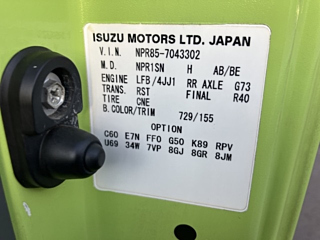 ISUZU MOTORS LTD. JAPAN
V.I.N. NPR85-7043302
M.D. NPR1SN H AB/BE
ENGINE LFB/4JJ1 RR AXLE G73
TRANS. RST FINAL R40
TIRE CNE
B.COLOR/TRIM 729/155
OPTION
C60 E7N FF0 G50 K89 RPV
U69 34W 7VP 8GJ 8GR 8JM